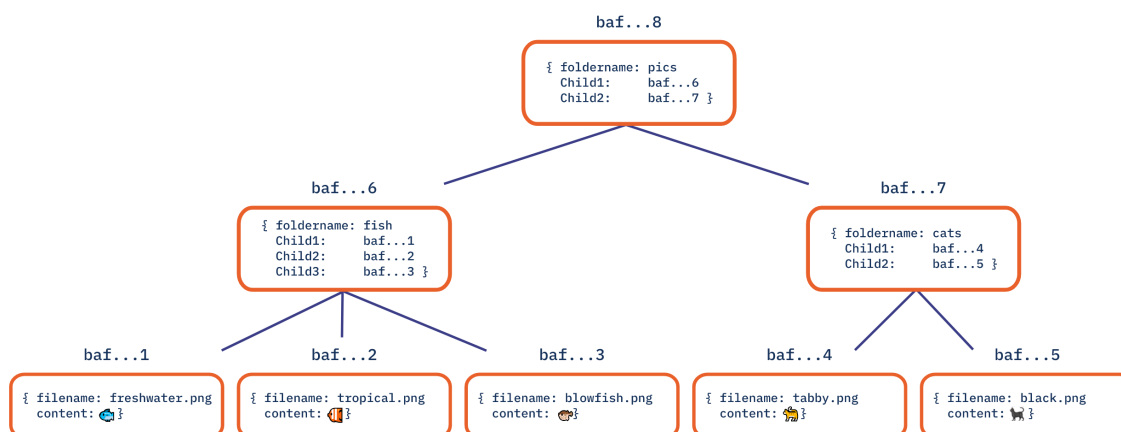 baf...8
{ foldername: pics
Child1: baf...6
Child2: baf...7 }
baf...6
{ foldername: fish
Child1: baf...1
Child2: baf...2
Child3: baf...3 }
baf...7
{ foldername: cats
Child1: baf...4
Child2: baf...5 }
baf...1
{ filename: freshwater.png
content: 🐟 }
baf...2
{ filename: tropical.png
content: 🐠 }
baf...3
{ filename: blowfish.png
content: 🐡 }
baf...4
{ filename: tabby.png
content: 🐈 }
baf...5
{ filename: black.png
content: 🐈‍⬛ }